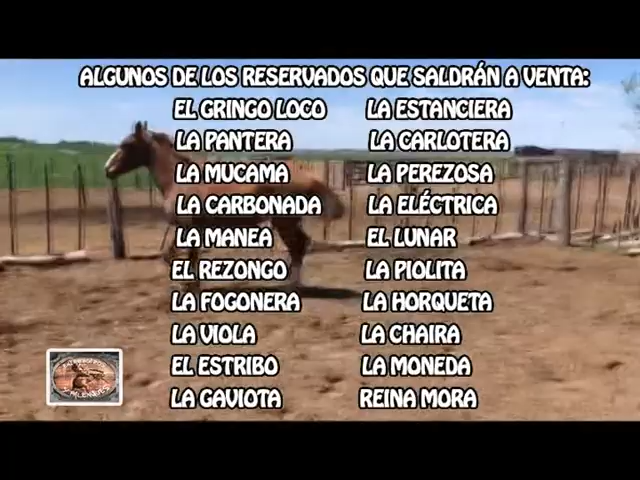 ALGUNOS DE LOS RESERVADOS QUE SALDRÁN A VENTA:
EL GRINGO LOCO
LA PANTERA
LA MUCAMA
LA CARBONADA
LA MANEA
EL REZONGO
LA FOGONERA
LA VIOLA
EL ESTRIBO
LA GAVIOTA
LA ESTANCIERA
LA CARLOTERA
LA PEREZOSA
LA ELÉCTRICA
EL LUNAR
LA PIOLITA
LA HORQUETA
LA CHAIRA
LA MONEDA
REINA MORA